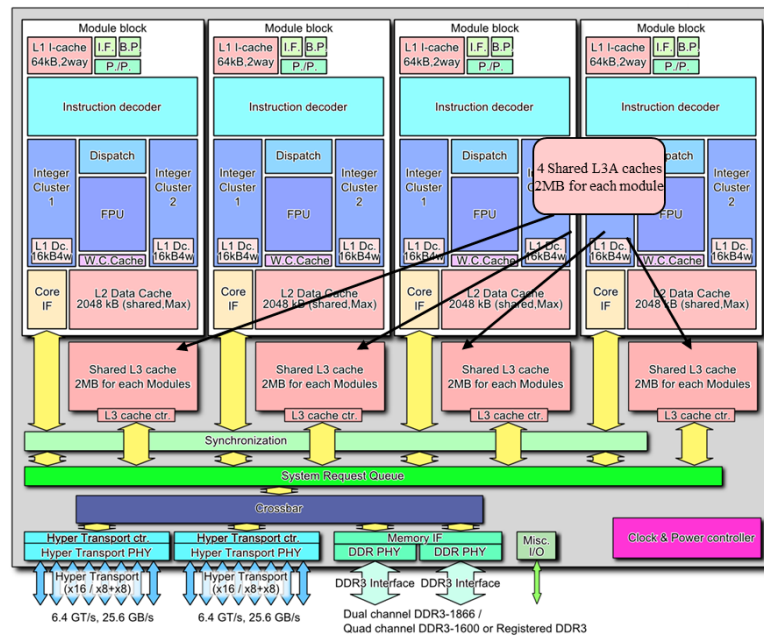 Module block
L1 I-cache
64kB,2way
I.F.
B.P
P./P.
Instruction decoder
Integer
Cluster
1
Dispatch
FPU
Integer
Cluster
2
L1 Dc.
16kB4w
W.C.Cache
L1 Dc.
16kB4w
Core
IF
L2 Data Cache
2048 kB (shared,Max)
Module block
L1 I-cache
64kB,2way
I.F.
B.P
P./P.
Instruction decoder
Integer
Cluster
1
Dispatch
FPU
Integer
Cluster
2
L1 Dc.
16kB4w
W.C.Cache
L1 Dc.
16kB4w
Core
IF
L2 Data Cache
2048 kB (shared,Max)
Module block
L1 I-cache
64kB,2way
I.F.
B.P
P./P.
Instruction decoder
Integer
Cluster
1
Dispatch
FPU
L1 Dc.
16kB4w
W.C.Cache
L1 Dc.
16kB4w
Core
IF
L2 Data Cache
2048 kB (shared,Max)
Module block
L1 I-cache
64kB,2way
I.F.
B.P
P./P.
Instruction decoder
Dispatch
FPU
Integer
Cluster
2
L1 Dc.
16kB4w
W.C.Cache
L1 Dc.
16kB4w
Core
IF
L2 Data Cache
2048 kB (shared,Max)
4 Shared L3A caches
2MB for each module
Shared L3 cache
2MB for each Modules
L3 cache ctr.
Shared L3 cache
2MB for each Modules
L3 cache ctr.
Shared L3 cache
2MB for each Modules
L3 cache ctr.
Shared L3 cache
2MB for each Modules
L3 cache ctr.
Synchronization
System Request Queue
Crossbar
Hyper Transport ctr.
Hyper Transport PHY
Hyper Transport ctr.
Hyper Transport PHY
Memory IF
DDR PHY
DDR PHY
Misc.
I/O
Clock & Power controller
Hyper Transport
(x16 / x8+x8)
6.4 GT/s, 25.6 GB/s
Hyper Transport
(x16 / x8+x8)
6.4 GT/s, 25.6 GB/s
DDR3 Interface
DDR3 Interface
Dual channel DDR3-1866 /
Quad channel DDR3-1600 or Registered DDR3